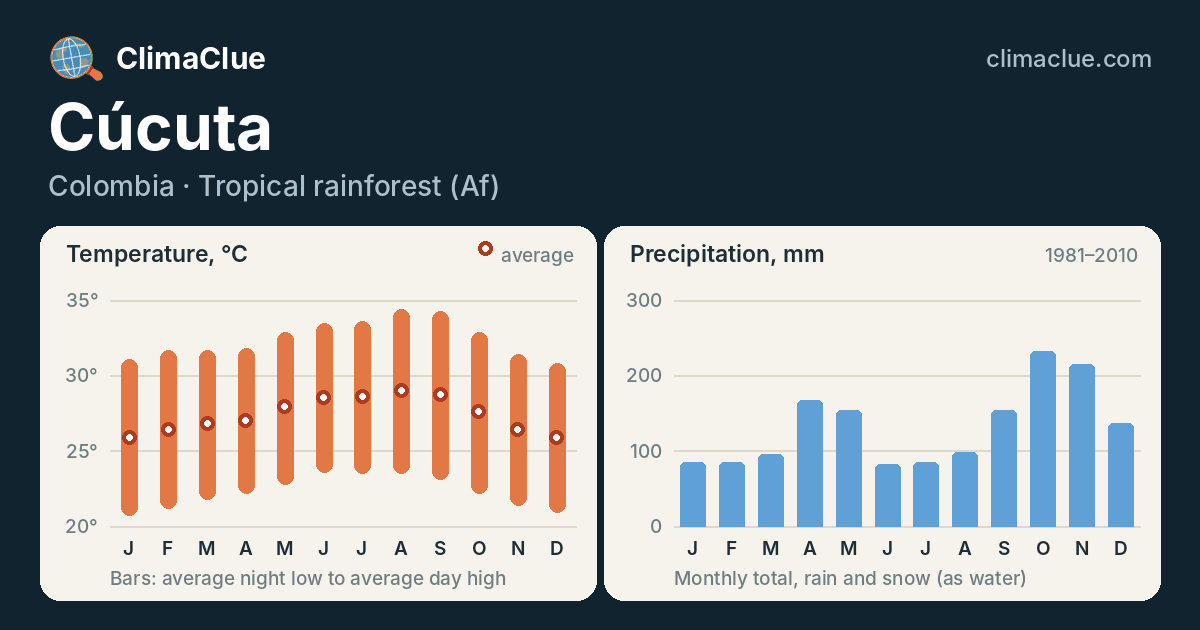 ClimaClue
climaclue.com
Cúcuta
Colombia · Tropical rainforest (Af)
Temperature, °C
average
35°
30°
25°
20°
J F M A M J J A S O N D
Bars: average night low to average day high
Precipitation, mm
1981–2010
300
200
100
0
J F M A M J J A S O N D
Monthly total, rain and snow (as water)